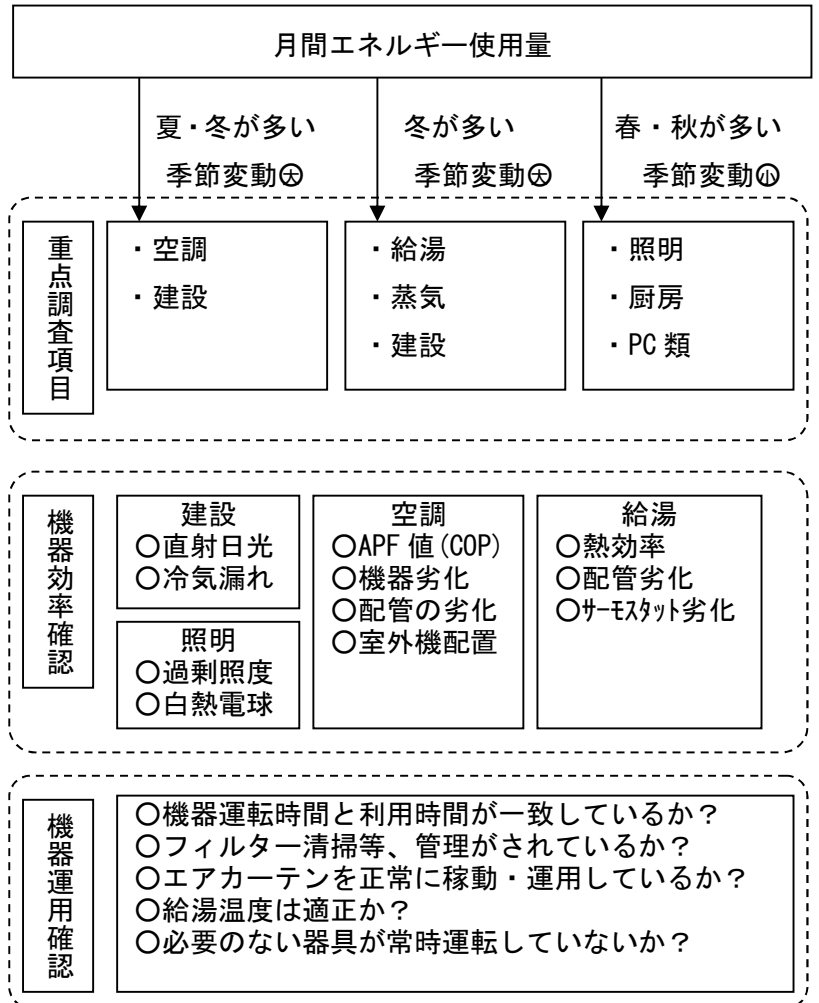 月間エネルギー使用量
夏・冬が多い
季節変動㊛
冬が多い
季節変動㊛
春・秋が多い
季節変動㊥
重点調査項目
・空調
・建設
・給湯
・蒸気
・建設
・照明
・厨房
・PC類
機器効率確認
建設
○直射日光
○冷気漏れ
照明
○過剰照度
○白熱電球
空調
○APF値(COP)
○機器劣化
○配管の劣化
○室外機配置
給湯
○熱効率
○配管劣化
○ｻｰﾓｽﾀｯﾄ劣化
機器運用確認
○機器運転時間と利用時間が一致しているか？
○フィルター清掃等、管理がされているか？
○エアカーテンを正常に稼動・運用しているか？
○給湯温度は適正か？
○必要のない器具が常時運転していないか？